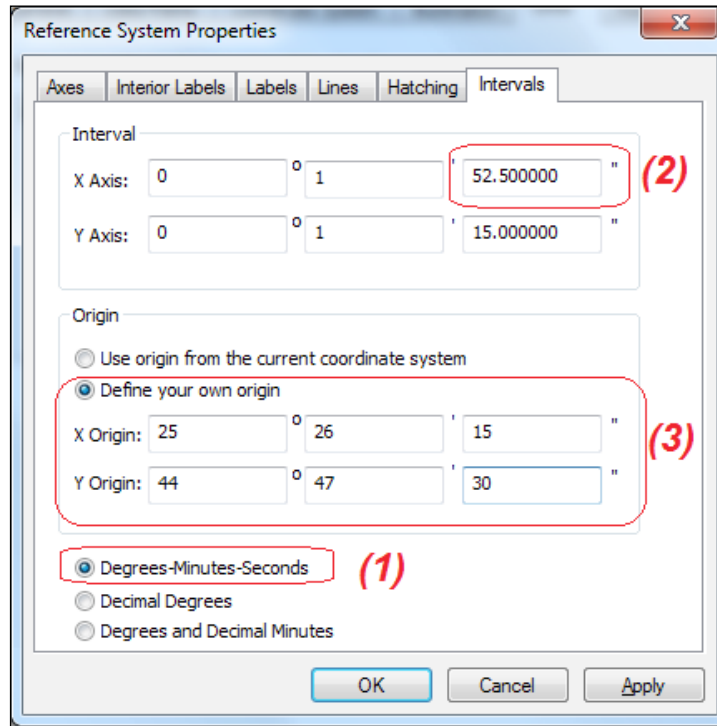 Reference System Properties
x
Axes Interior Labels Labels Lines Hatching Intervals
Interval
X Axis: 0 ° 1 ' 52.500000 " (2)
Y Axis: 0 ° 1 ' 15.000000 "
Origin
Use origin from the current coordinate system
Define your own origin
X Origin: 25 ° 26 ' 15 " (3)
Y Origin: 44 ° 47 ' 30 "
Degrees-Minutes-Seconds (1)
Decimal Degrees
Degrees and Decimal Minutes
OK Cancel Apply